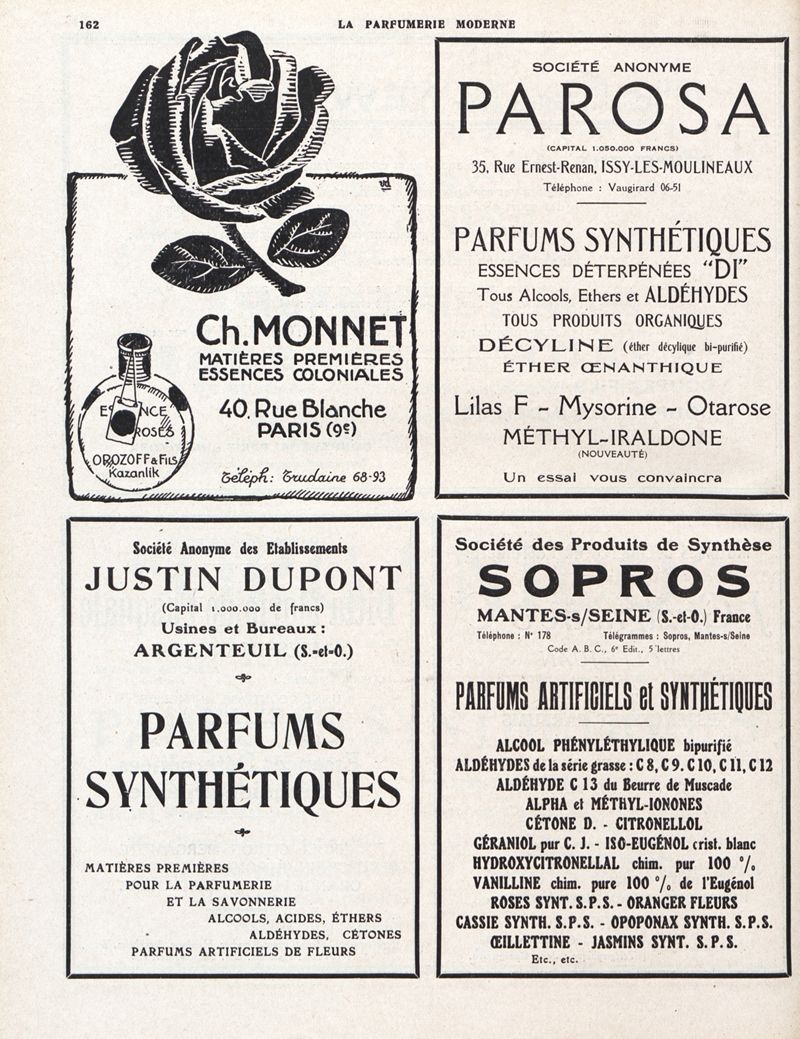 162
LA PARFUMERIE MODERNE
vd
Ch. MONNET
MATIÈRES PREMIÈRES
ESSENCES COLONIALES
40, Rue Blanche
PARIS (9e)
Téléph: Trudaine 68-93
ROSES
OROZOFF & FILS
Kazanlik
SOCIÉTÉ ANONYME
PAROSA
(CAPITAL 1.050.000 FRANCS)
35, Rue Ernest-Renan, ISSY-LES-MOULINEAUX
Téléphone : Vaugirard 06-51
PARFUMS SYNTHÉTIQUES
ESSENCES DÉTERPÉNÉES "DI"
Tous Alcools, Ethers et ALDÉHYDES
TOUS PRODUITS ORGANIQUES
DÉCYLINE (éther décylique bi-purifié)
ÉTHER ŒNANTHIQUE
Lilas F - Mysorine - Otarose
MÉTHYL-IRALDONE
(NOUVEAUTÉ)
Un essai vous convaincra
Société Anonyme des Etablissements
JUSTIN DUPONT
(Capital 1.000.000 de francs)
Usines et Bureaux :
ARGENTEUIL (S.-et-O.)
PARFUMS
SYNTHÉTIQUES
MATIÈRES PREMIÈRES
POUR LA PARFUMERIE
ET LA SAVONNERIE
ALCOOLS, ACIDES, ÉTHERS
ALDÉHYDES, CÉTONES
PARFUMS ARTIFICIELS DE FLEURS
Société des Produits de Synthèse
SOPROS
MANTES-s/SEINE (S.-et-O.) France
Téléphone : N° 178 Télégrammes : Sopros, Mantes-s/Seine
Code A. B. C., 6e Edit., 5 lettres
PARFUMS ARTIFICIELS et SYNTHÉTIQUES
ALCOOL PHÉNYLÉTHYLIQUE bipurifié
ALDÉHYDES de la série grasse : C 8, C 9, C 10, C 11, C 12
ALDÉHYDE C 13 du Beurre de Muscade
ALPHA et MÉTHYL-IONONES
CÉTONE D. - CITRONELLOL
GÉRANIOL pur C. J. - ISO-EUGÉNOL crist. blanc
HYDROXYCITRONELLAL chim. pur 100 %
VANILLINE chim. pure 100 % de l'Eugénol
ROSES SYNT. S.P.S. - ORANGER FLEURS
CASSIE SYNTH. S.P.S. - OPOPONAX SYNTH. S.P.S.
ŒILLETTINE - JASMINS SYNT. S.P.S.
Etc., etc.